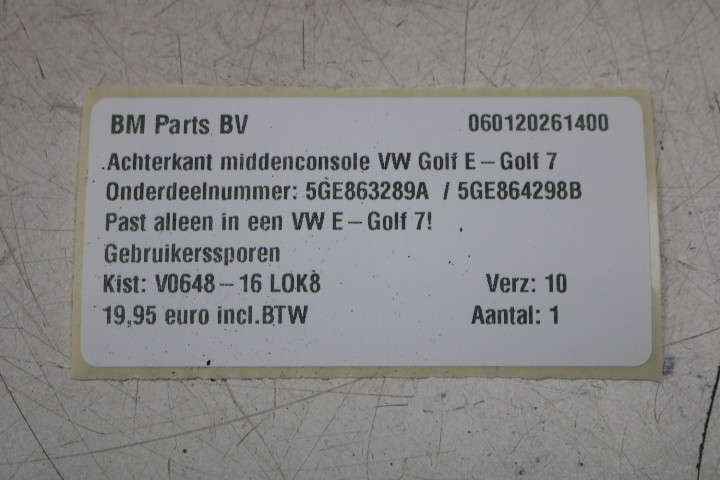 BM Parts BV 060120261400
Achterkant middenconsole VW Golf E – Golf 7
Onderdeelnummer: 5GE863289A / 5GE864298B
Past alleen in een VW E – Golf 7!
Gebruikerssporen
Kist: V0648 – 16 LOK8 Verz: 10
19,95 euro incl.BTW Aantal: 1